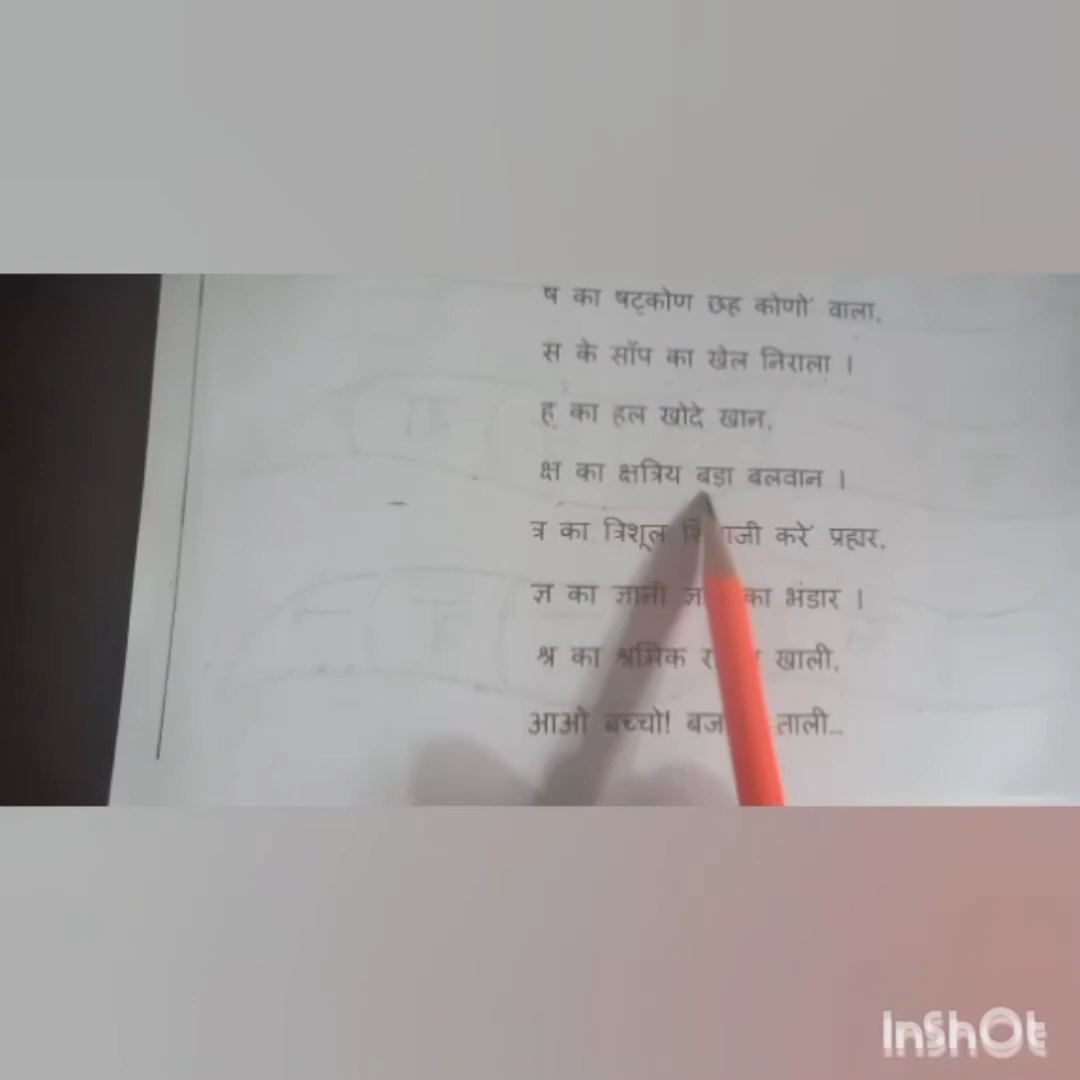 ष का षट्कोण छह कोणों वाला,
स के साँप का खेल निराला ।
ह का हल खोदे खान,
क्ष का क्षत्रिय बड़ा बलवान ।
त्र का त्रिशूल करें प्रहार,
ज्ञ का ज्ञानी का भंडार ।
श्र का श्रमिक खाली,
आओ बच्चो! ताली...
InShOt